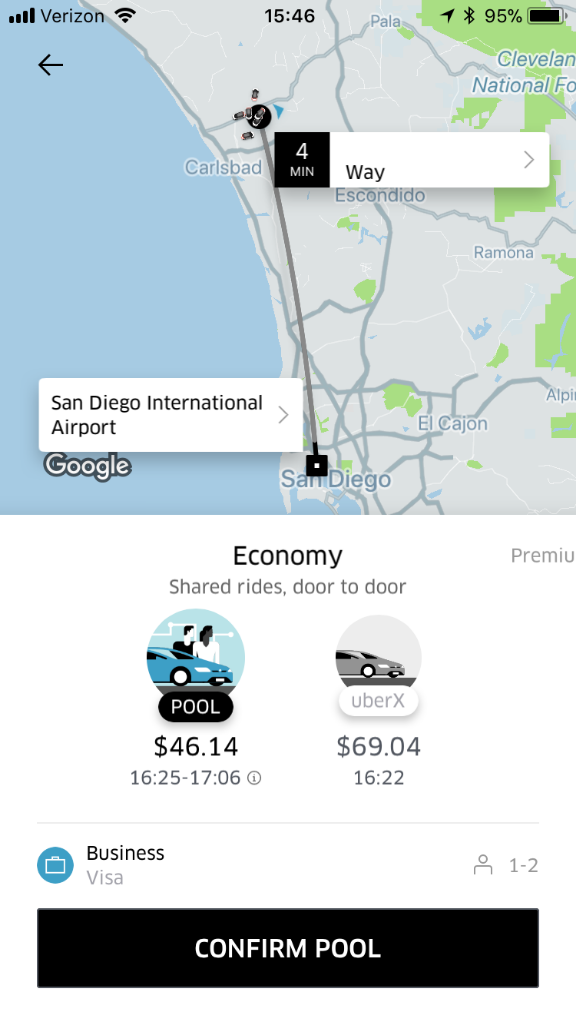 Verizon 15:46 95%
Pala
Clevelan
National Fo
4
MIN
Way
Carlsbad
Escondido
Ramona
San Diego International
Airport
Alpi
El Cajon
Google
San Diego
Economy
Premiu
Shared rides, door to door
POOL
uberX
$46.14
$69.04
16:25-17:06
16:22
Business
Visa
1-2
CONFIRM POOL